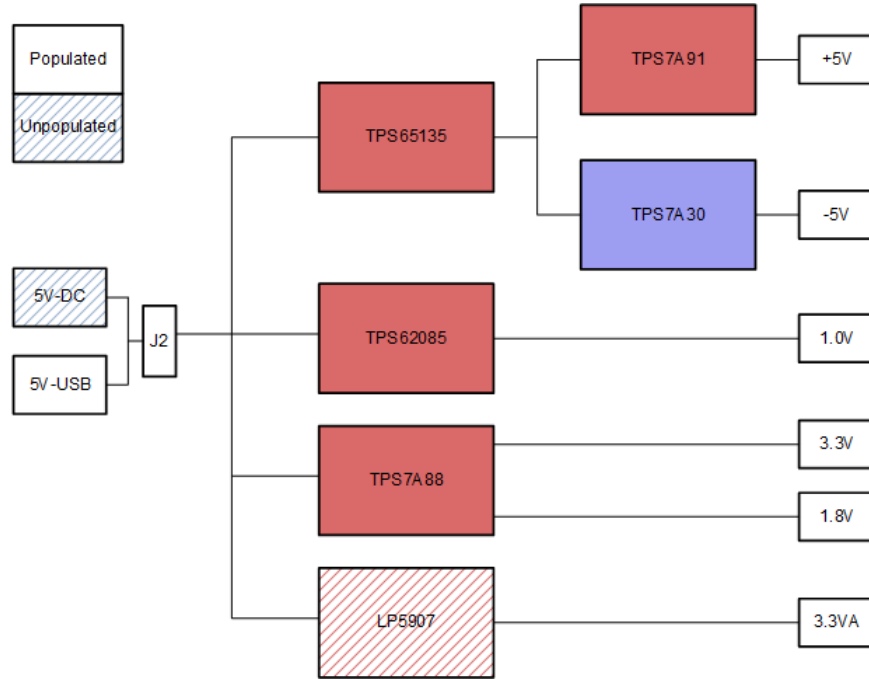 Populated
Unpopulated
TPS7A91
+5V
TPS65135
TPS7A30
-5V
5V-DC
J2
5V-USB
TPS62085
1.0V
TPS7A88
3.3V
1.8V
LP5907
3.3VA